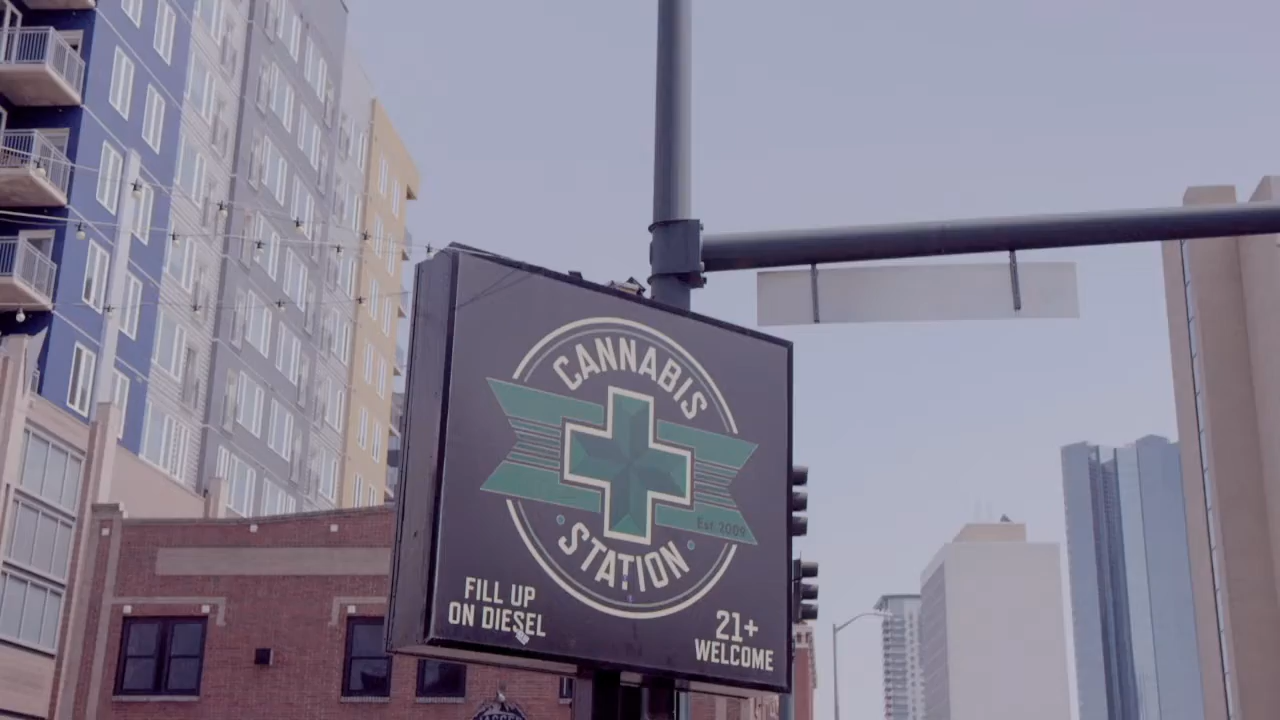 CANNABIS
Est. 2009
STATION
FILL UP
ON DIESEL
21+
WELCOME